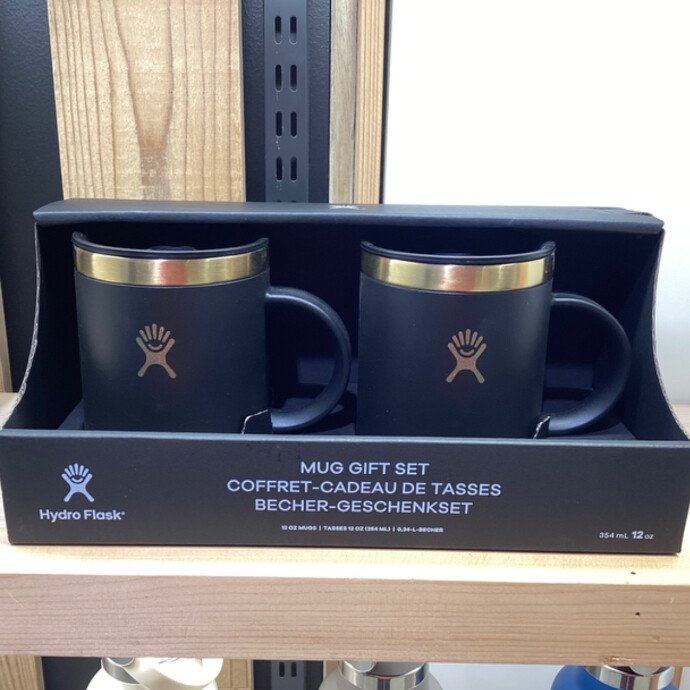 MUG GIFT SET
COFFRET-CADEAU DE TASSES
BECHER-GESCHENKSET
12 OZ MUGS | TASSES 12 OZ (354 ML) | 0,34-L-BECHER
Hydro Flask®
354 mL 12 oz